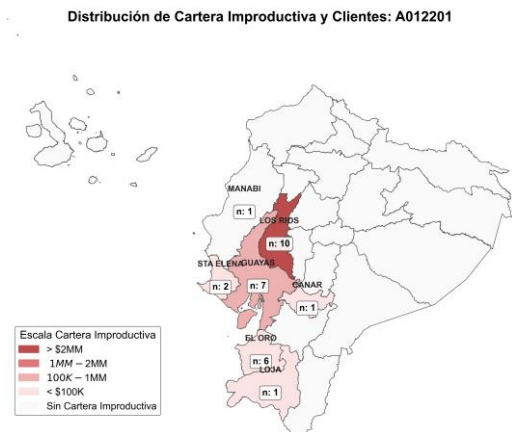 Distribución de Cartera Improductiva y Clientes: A012201
MANABI
n: 1
LOS RIOS
n: 10
STA ELENA
GUAYAS
n: 2
n: 7
CAÑAR
n: 1
EL ORO
n: 6
LOJA
n: 1
Escala Cartera Improductiva
> $2MM
1MM − 2MM
100K − 1MM
< $100K
Sin Cartera Improductiva